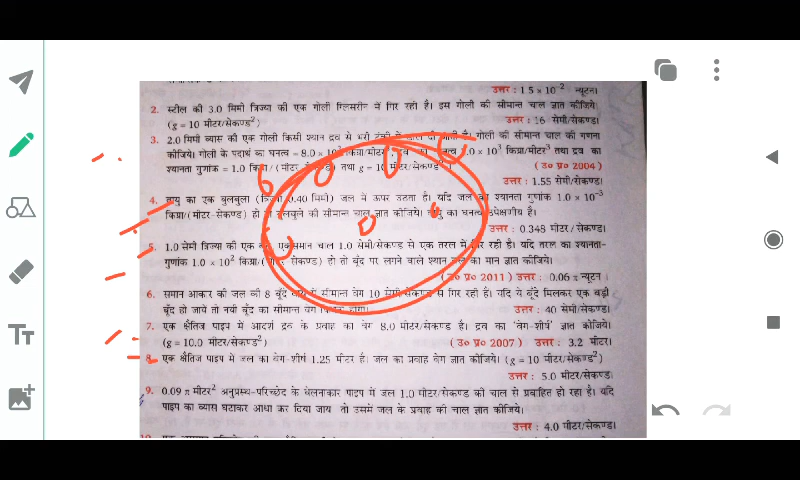 उत्तर : 1.5 × 10⁻² न्यूटन।
2. स्टील की 3.0 मिमी त्रिज्या की एक गोली ग्लिसरीन में गिर रही है। इस गोली की सीमान्त चाल ज्ञात कीजिये
(g = 10 मीटर/सेकण्ड²)
उत्तर : 16 सेमी/सेकण्ड।
3. 2.0 मिमी व्यास की एक गोली किसी श्यान द्रव से भरी गोली की सीमान्त चाल की गणना
कीजिये। गोली के पदार्थ का घनत्व = 8.0 × 10³ किग्रा/मीटर³ .0 × 10³ किग्रा/मीटर³ तथा द्रव का
श्यानता गुणांक = 1.0 किग्रा/(मीटर तथा g = 10 मीटर/सेकण्ड² (उ० प्र० 2004)
उत्तर : 1.55 सेमी/सेकण्ड।
4. वायु का एक बुलबुला (त्रिज्या 0.40 मिमी) जल में ऊपर उठता है। यदि जल का श्यानता गुणांक 1.0 × 10⁻³
किग्रा/(मीटर-सेकण्ड) हो तो बुलबुले की सीमान्त चाल ज्ञात कीजिये। वायु का घनत्व उपेक्षणीय है।
उत्तर : 0.348 मीटर/सेकण्ड।
5. 1.0 सेमी त्रिज्या की एक एकसमान चाल 1.0 सेमी/सेकण्ड से एक तरल में गिर रही है। यदि तरल का श्यानता-
गुणांक 1.0 × 10² किग्रा/(मीटर सेकण्ड) हो तो बूँद पर लगने वाले श्यान बल का मान ज्ञात कीजिये।
(उ० प्र० 2011) उत्तर : 0.06 π न्यूटन
6. समान आकार की जल की 8 बूँदें वायु में सीमान्त वेग 10 सेमी/सेकण्ड से गिर रही है। यदि ये बूँदें मिलकर एक बड़ी
बूँद हो जाये तो नयी बूँद का सीमान्त वेग होगा।
उत्तर : 40 सेमी/सेकण्ड।
7. एक क्षैतिज पाइप में आदर्श द्रव के प्रवाह का वेग 8.0 मीटर/सेकण्ड है। द्रव का 'वेग-शीर्ष' ज्ञात कीजिये।
(g = 10.0 मीटर/सेकण्ड²) (उ० प्र० 2007) उत्तर : 3.2 मीटर।
8. एक क्षैतिज पाइप में जल का वेग-शीर्ष 1.25 मीटर है। जल का प्रवाह वेग ज्ञात कीजिये। (g = 10 मीटर/सेकण्ड²)
उत्तर : 5.0 मीटर/सेकण्ड।
9. 0.09 π मीटर² अनुप्रस्थ-परिच्छेद के बेलनाकार पाइप में जल 1.0 मीटर/सेकण्ड की चाल से प्रवाहित हो रहा है। यदि
पाइप का व्यास घटाकर आधा कर दिया जाय तो उसमें जल के प्रवाह की चाल ज्ञात कीजिये।
उत्तर : 4.0 मीटर/सेकण्ड।